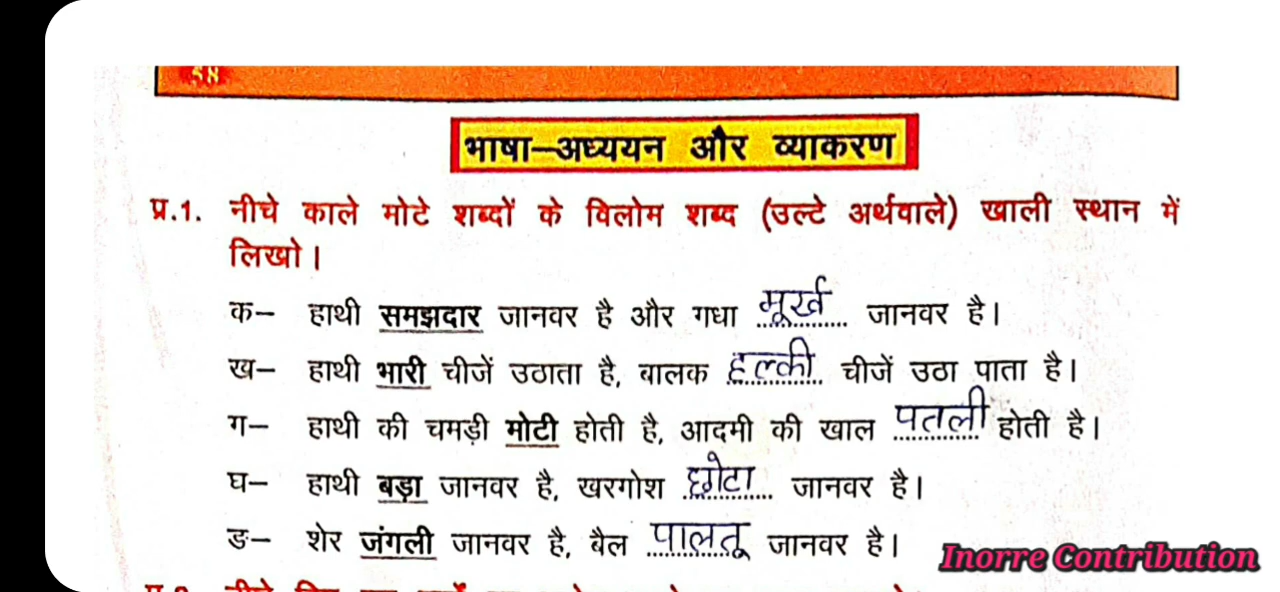 58
भाषा–अध्ययन और व्याकरण
प्र.1. नीचे काले मोटे शब्दों के विलोम शब्द (उल्टे अर्थवाले) खाली स्थान में
लिखो।
क– हाथी समझदार जानवर है और गधा मूर्ख जानवर है।
ख– हाथी भारी चीजें उठाता है, बालक हल्की चीजें उठा पाता है।
ग– हाथी की चमड़ी मोटी होती है, आदमी की खाल पतली होती है।
घ– हाथी बड़ा जानवर है, खरगोश छोटा जानवर है।
ङ– शेर जंगली जानवर है, बैल पालतू जानवर है।
Inorre Contribution